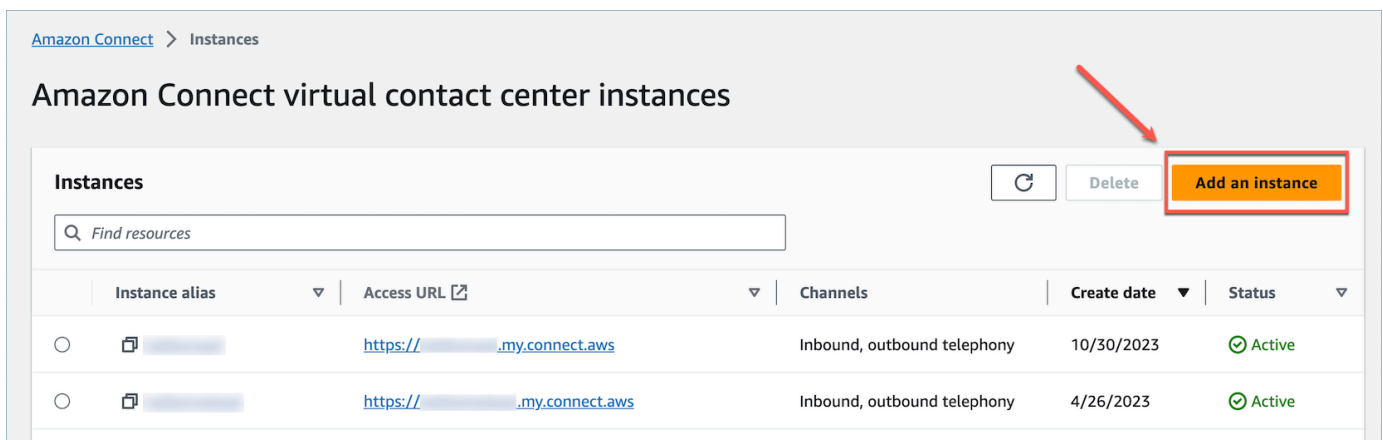 Amazon Connect > Instances
Amazon Connect virtual contact center instances
Instances
Delete
Add an instance
Find resources
Instance alias
Access URL
Channels
Create date
Status
https:// .my.connect.aws
Inbound, outbound telephony
10/30/2023
Active
https:// .my.connect.aws
Inbound, outbound telephony
4/26/2023
Active